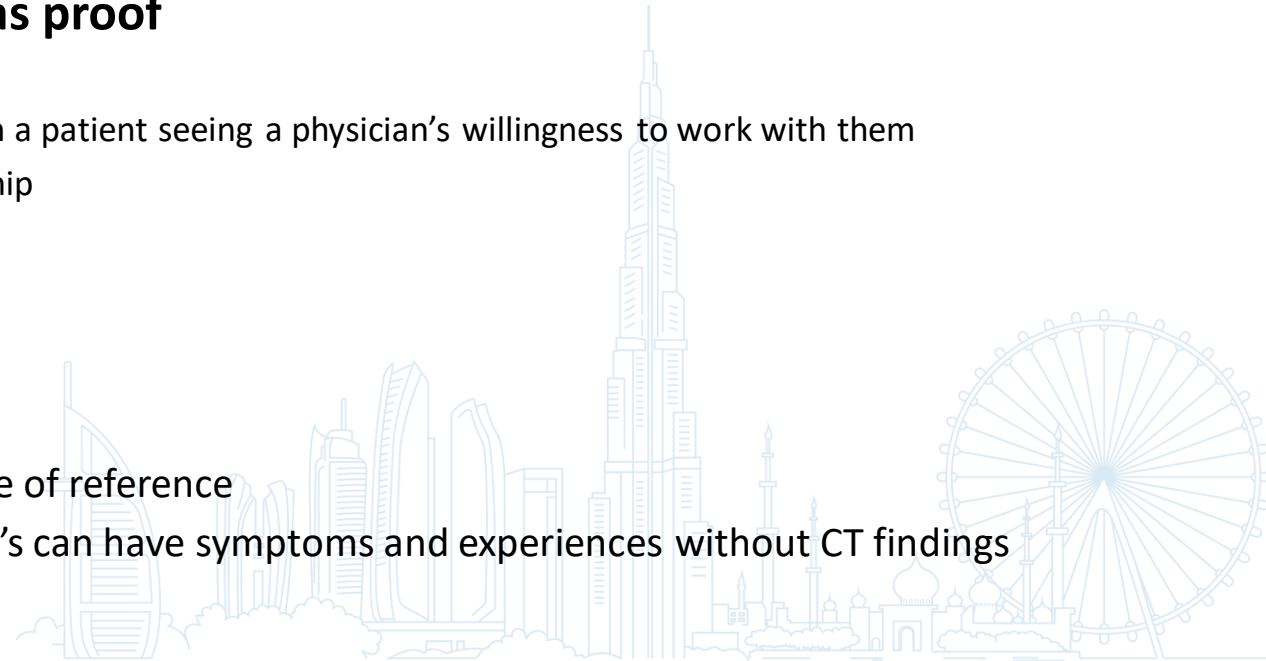 as proof
a patient seeing a physician’s willingness to work with them
hip
e of reference
’s can have symptoms and experiences without CT findings